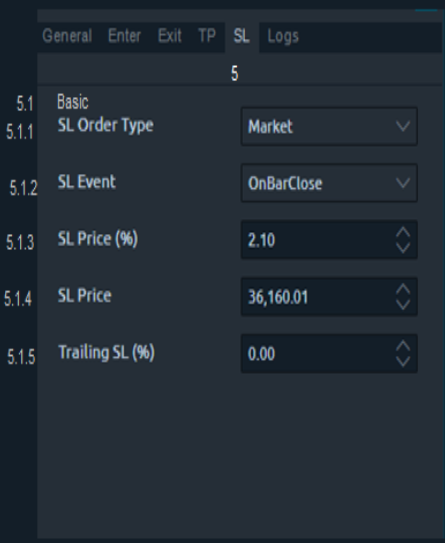 General Enter Exit TP SL Logs
5
5.1 Basic
5.1.1 SL Order Type Market
5.1.2 SL Event OnBarClose
5.1.3 SL Price (%) 2.10
5.1.4 SL Price 36,160.01
5.1.5 Trailing SL (%) 0.00